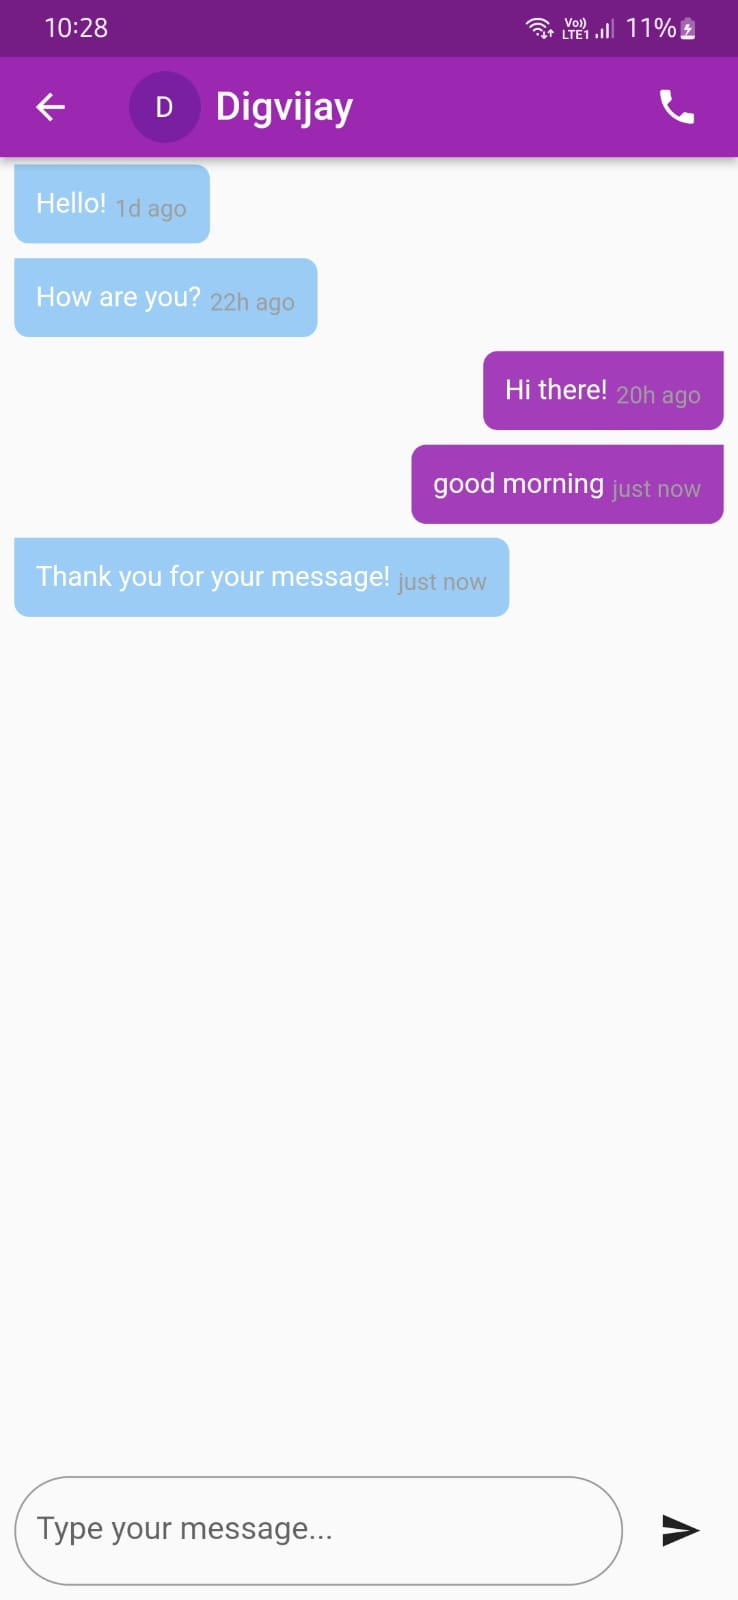 10:28 Vo)) LTE1 11%
D Digvijay
Hello! 1d ago
How are you? 22h ago
Hi there! 20h ago
good morning just now
Thank you for your message! just now
Type your message...